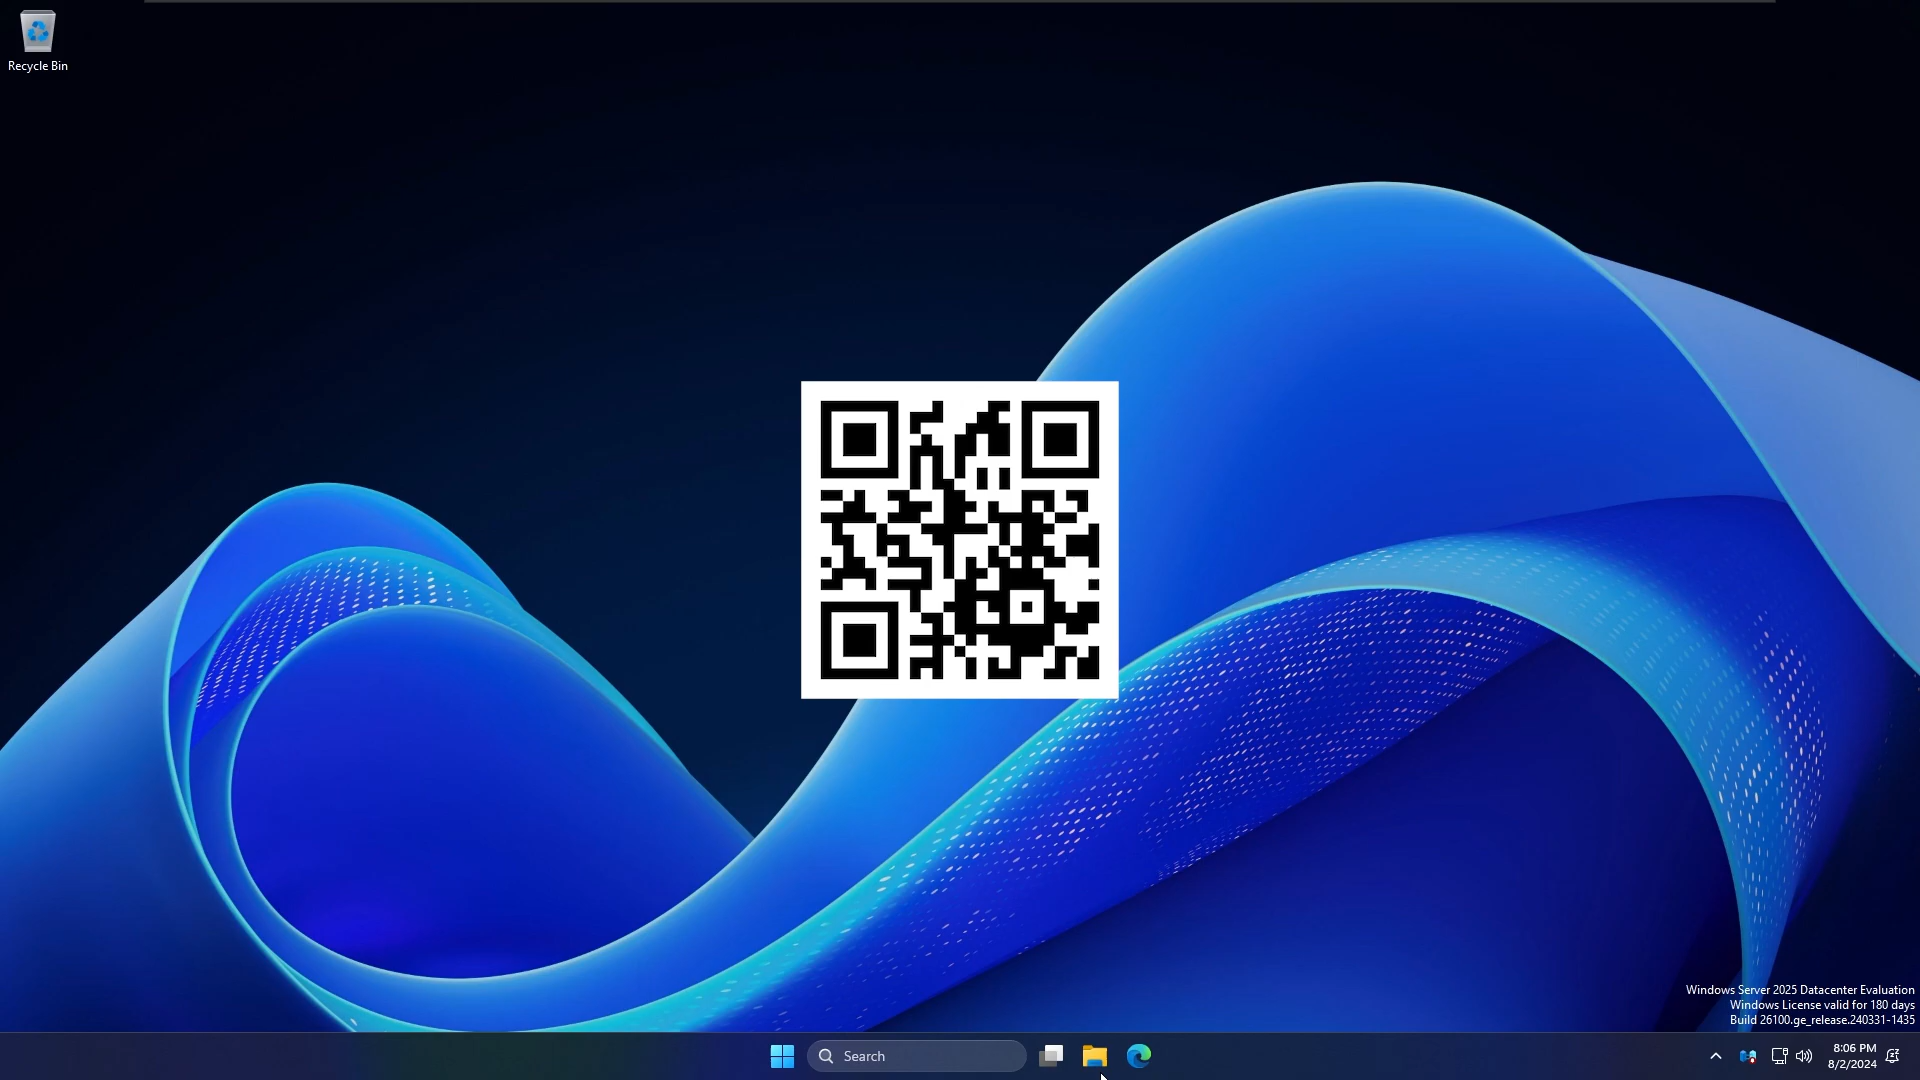 Recycle Bin
Windows Server 2025 Datacenter Evaluation
Windows License valid for 180 days
Build 26100.ge_release.240331-1435
Search
8:06 PM
8/2/2024